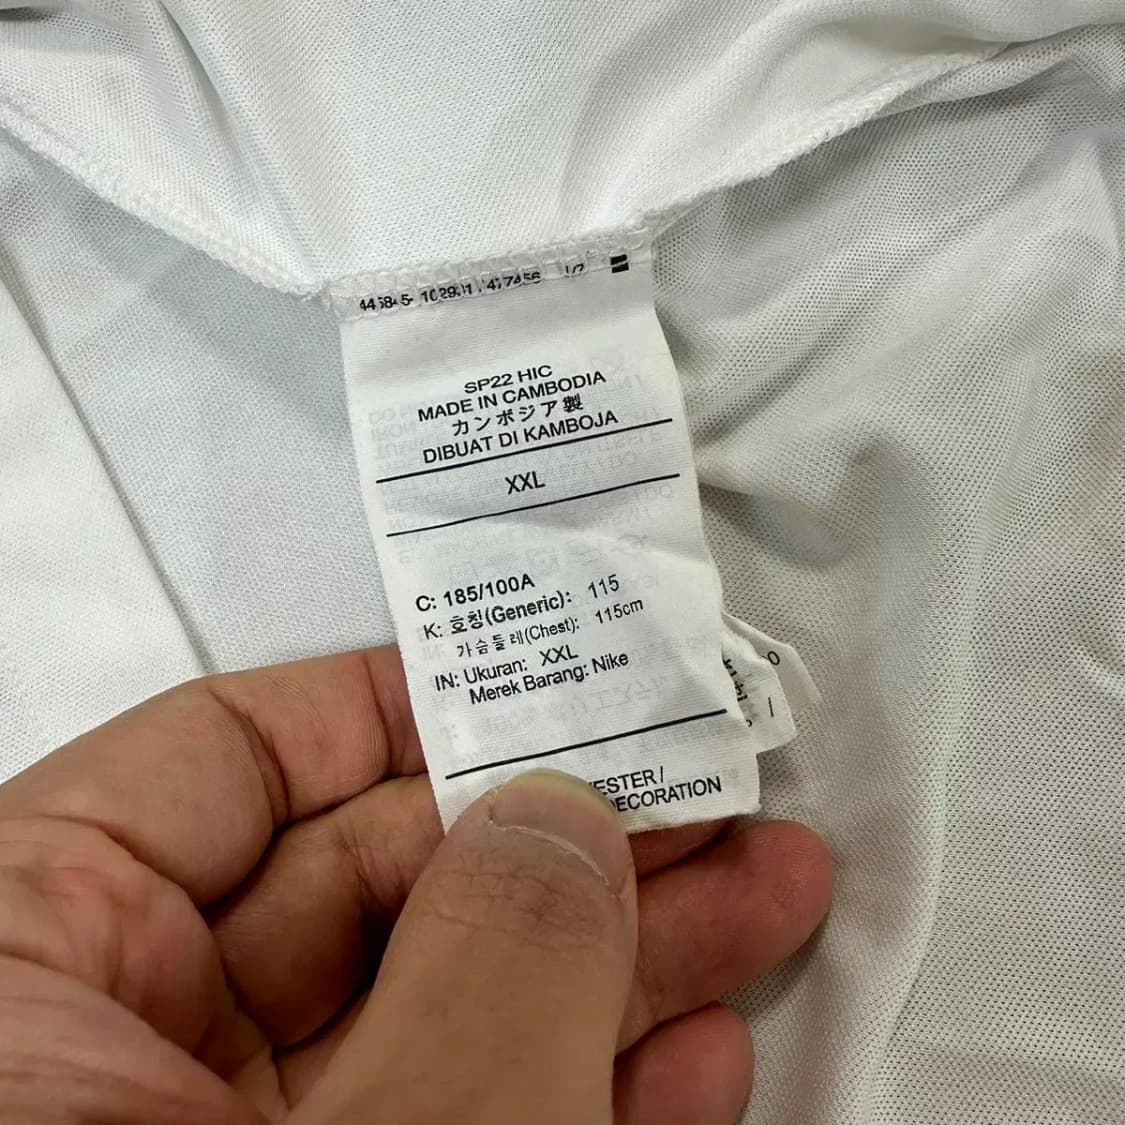 SP22 HIC
MADE IN CAMBODIA
カンボジア製
DIBUAT DI KAMBOJA
XXL
C: 185/100A
K: 호칭(Generic): 115
가슴둘레(Chest): 115cm
IN: Ukuran: XXL
Merek Barang: Nike
ESTER /
DECORATION